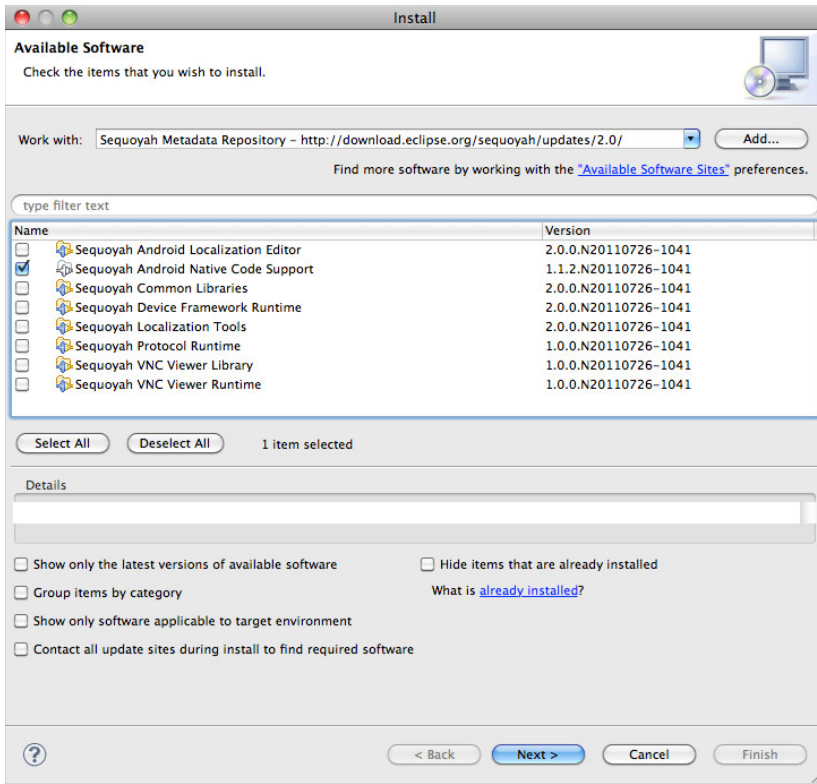 Install
Available Software
Check the items that you wish to install.
Work with: Sequoyah Metadata Repository – http://download.eclipse.org/sequoyah/updates/2.0/ Add...
Find more software by working with the "Available Software Sites" preferences.
type filter text
Name Version
Sequoyah Android Localization Editor 2.0.0.N20110726-1041
Sequoyah Android Native Code Support 1.1.2.N20110726-1041
Sequoyah Common Libraries 2.0.0.N20110726-1041
Sequoyah Device Framework Runtime 2.0.0.N20110726-1041
Sequoyah Localization Tools 2.0.0.N20110726-1041
Sequoyah Protocol Runtime 1.0.0.N20110726-1041
Sequoyah VNC Viewer Library 1.0.0.N20110726-1041
Sequoyah VNC Viewer Runtime 1.0.0.N20110726-1041
Select All Deselect All 1 item selected
Details
Show only the latest versions of available software Hide items that are already installed
Group items by category What is already installed?
Show only software applicable to target environment
Contact all update sites during install to find required software
? < Back Next > Cancel Finish